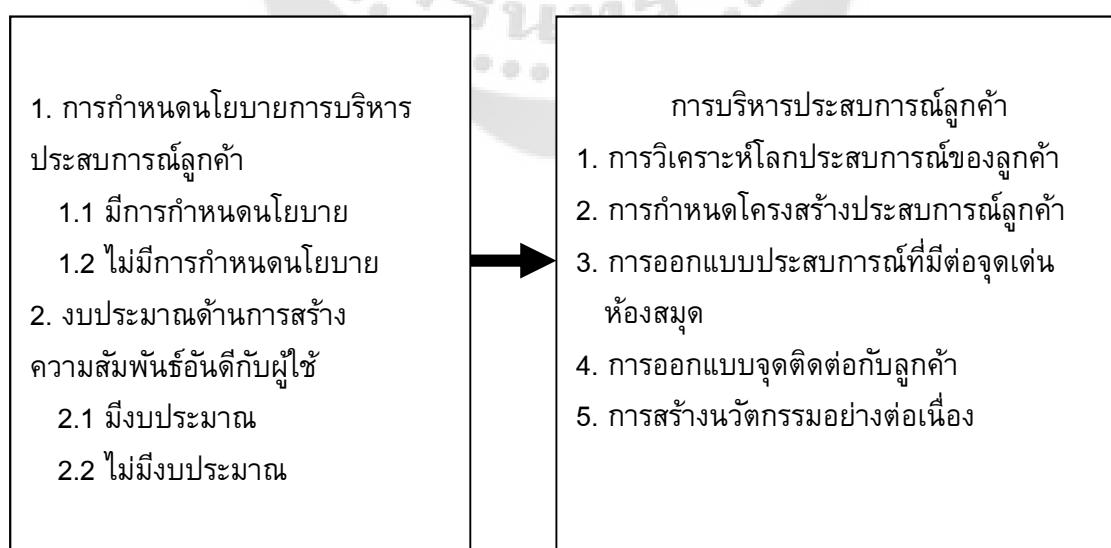 1. การกำหนดนโยบายการบริหาร
ประสบการณ์ลูกค้า
1.1 มีการกำหนดนโยบาย
1.2 ไม่มีการกำหนดนโยบาย
2. งบประมาณด้านการสร้าง
ความสัมพันธ์อันดีกับผู้ใช้
2.1 มีงบประมาณ
2.2 ไม่มีงบประมาณ
การบริหารประสบการณ์ลูกค้า
1. การวิเคราะห์โลกประสบการณ์ของลูกค้า
2. การกำหนดโครงสร้างประสบการณ์ลูกค้า
3. การออกแบบประสบการณ์ที่มีต่อจุดเด่น
ห้องสมุด
4. การออกแบบจุดติดต่อกับลูกค้า
5. การสร้างนวัตกรรมอย่างต่อเนื่อง